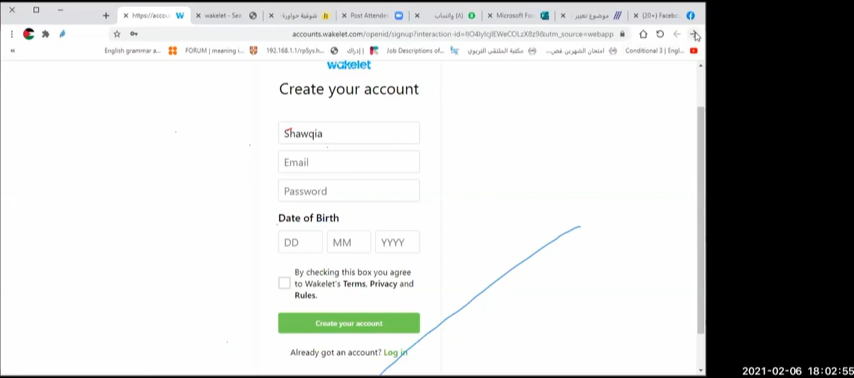 https://accou
wakelet - Sea
شوقية حواورة
Post Attendee
واتساب (A)
Microsoft For
موضوع تعبير
(20+) Facebo
accounts.wakelet.com/openid/signup?interaction-id=
&utm_source=webapp
English grammar a...
FORUM | meaning i...
192.168.1.1/rpSys.h...
إدراك | إدراك
Job Descriptions of...
مكتبة الملتقى التربوي
امتحان الشهرين فص...
Conditional 3 | Engl...
wakelet
Create your account
Shawqia
Email
Password
Date of Birth
DD MM YYYY
By checking this box you agree
to Wakelet's Terms, Privacy and
Rules.
Create your account
Already got an account? Log in
2021-02-06 18:02:55